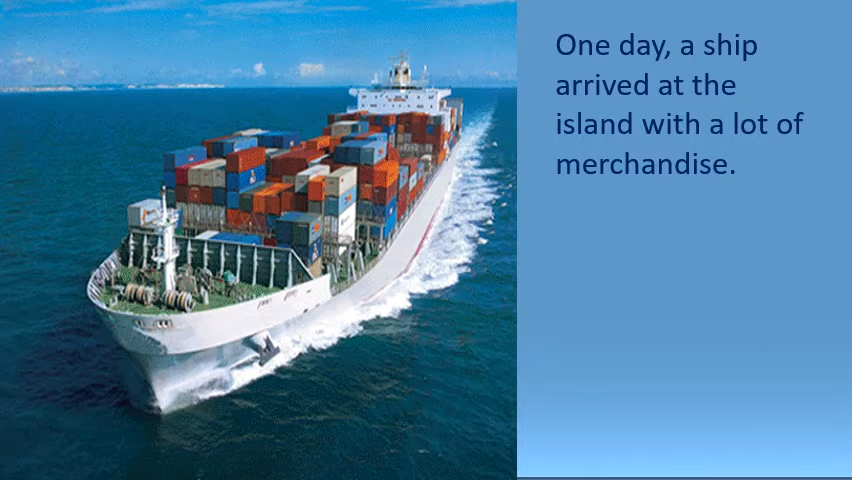 One day, a ship
arrived at the
island with a lot of
merchandise.